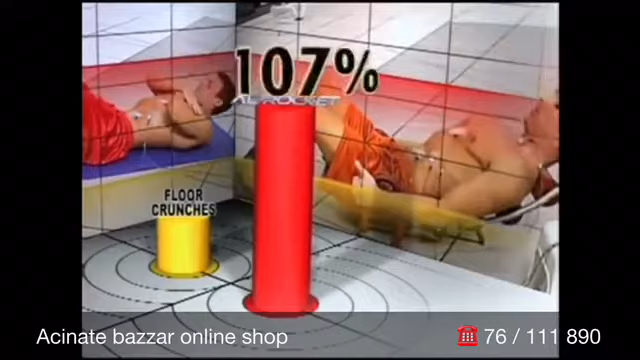 107%
AB ROCKET
FLOOR
CRUNCHES
Acinate bazzar online shop
☎ 76 / 111 890